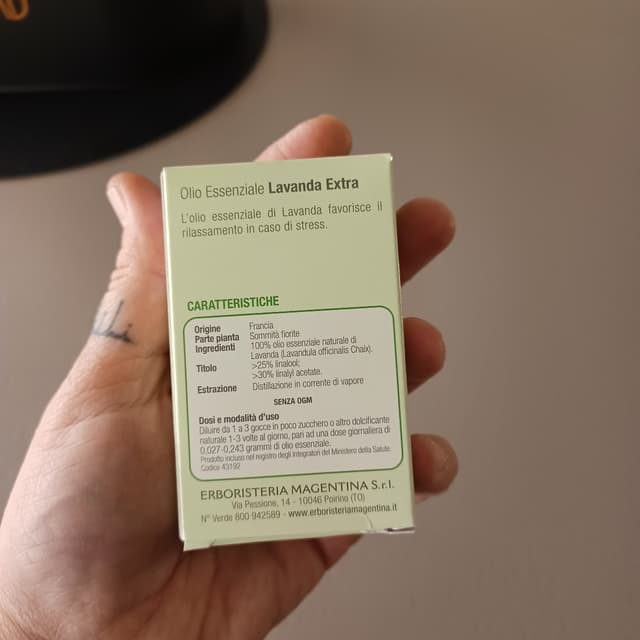 Olio Essenziale Lavanda Extra
L'olio essenziale di Lavanda favorisce il
rilassamento in caso di stress.
CARATTERISTICHE
Origine Francia
Parte pianta Sommità fiorite
Ingredienti 100% olio essenziale naturale di
Lavanda (Lavandula officinalis Chaix).
Titolo >25% linalool;
>30% linalyl acetate.
Estrazione Distillazione in corrente di vapore
SENZA OGM
Dosi e modalità d'uso
Diluire da 1 a 3 gocce in poco zucchero o altro dolcificante
naturale 1-3 volte al giorno, pari ad una dose giornaliera di
0,027-0,243 grammi di olio essenziale.
Prodotto incluso nel registro degli Integratori del Ministero della Salute
Codice 43192
ERBORISTERIA MAGENTINA S.r.l.
Via Pessione, 14 - 10046 Poirino (TO)
N° Verde 800 942589 - www.erboristeriamagentina.it